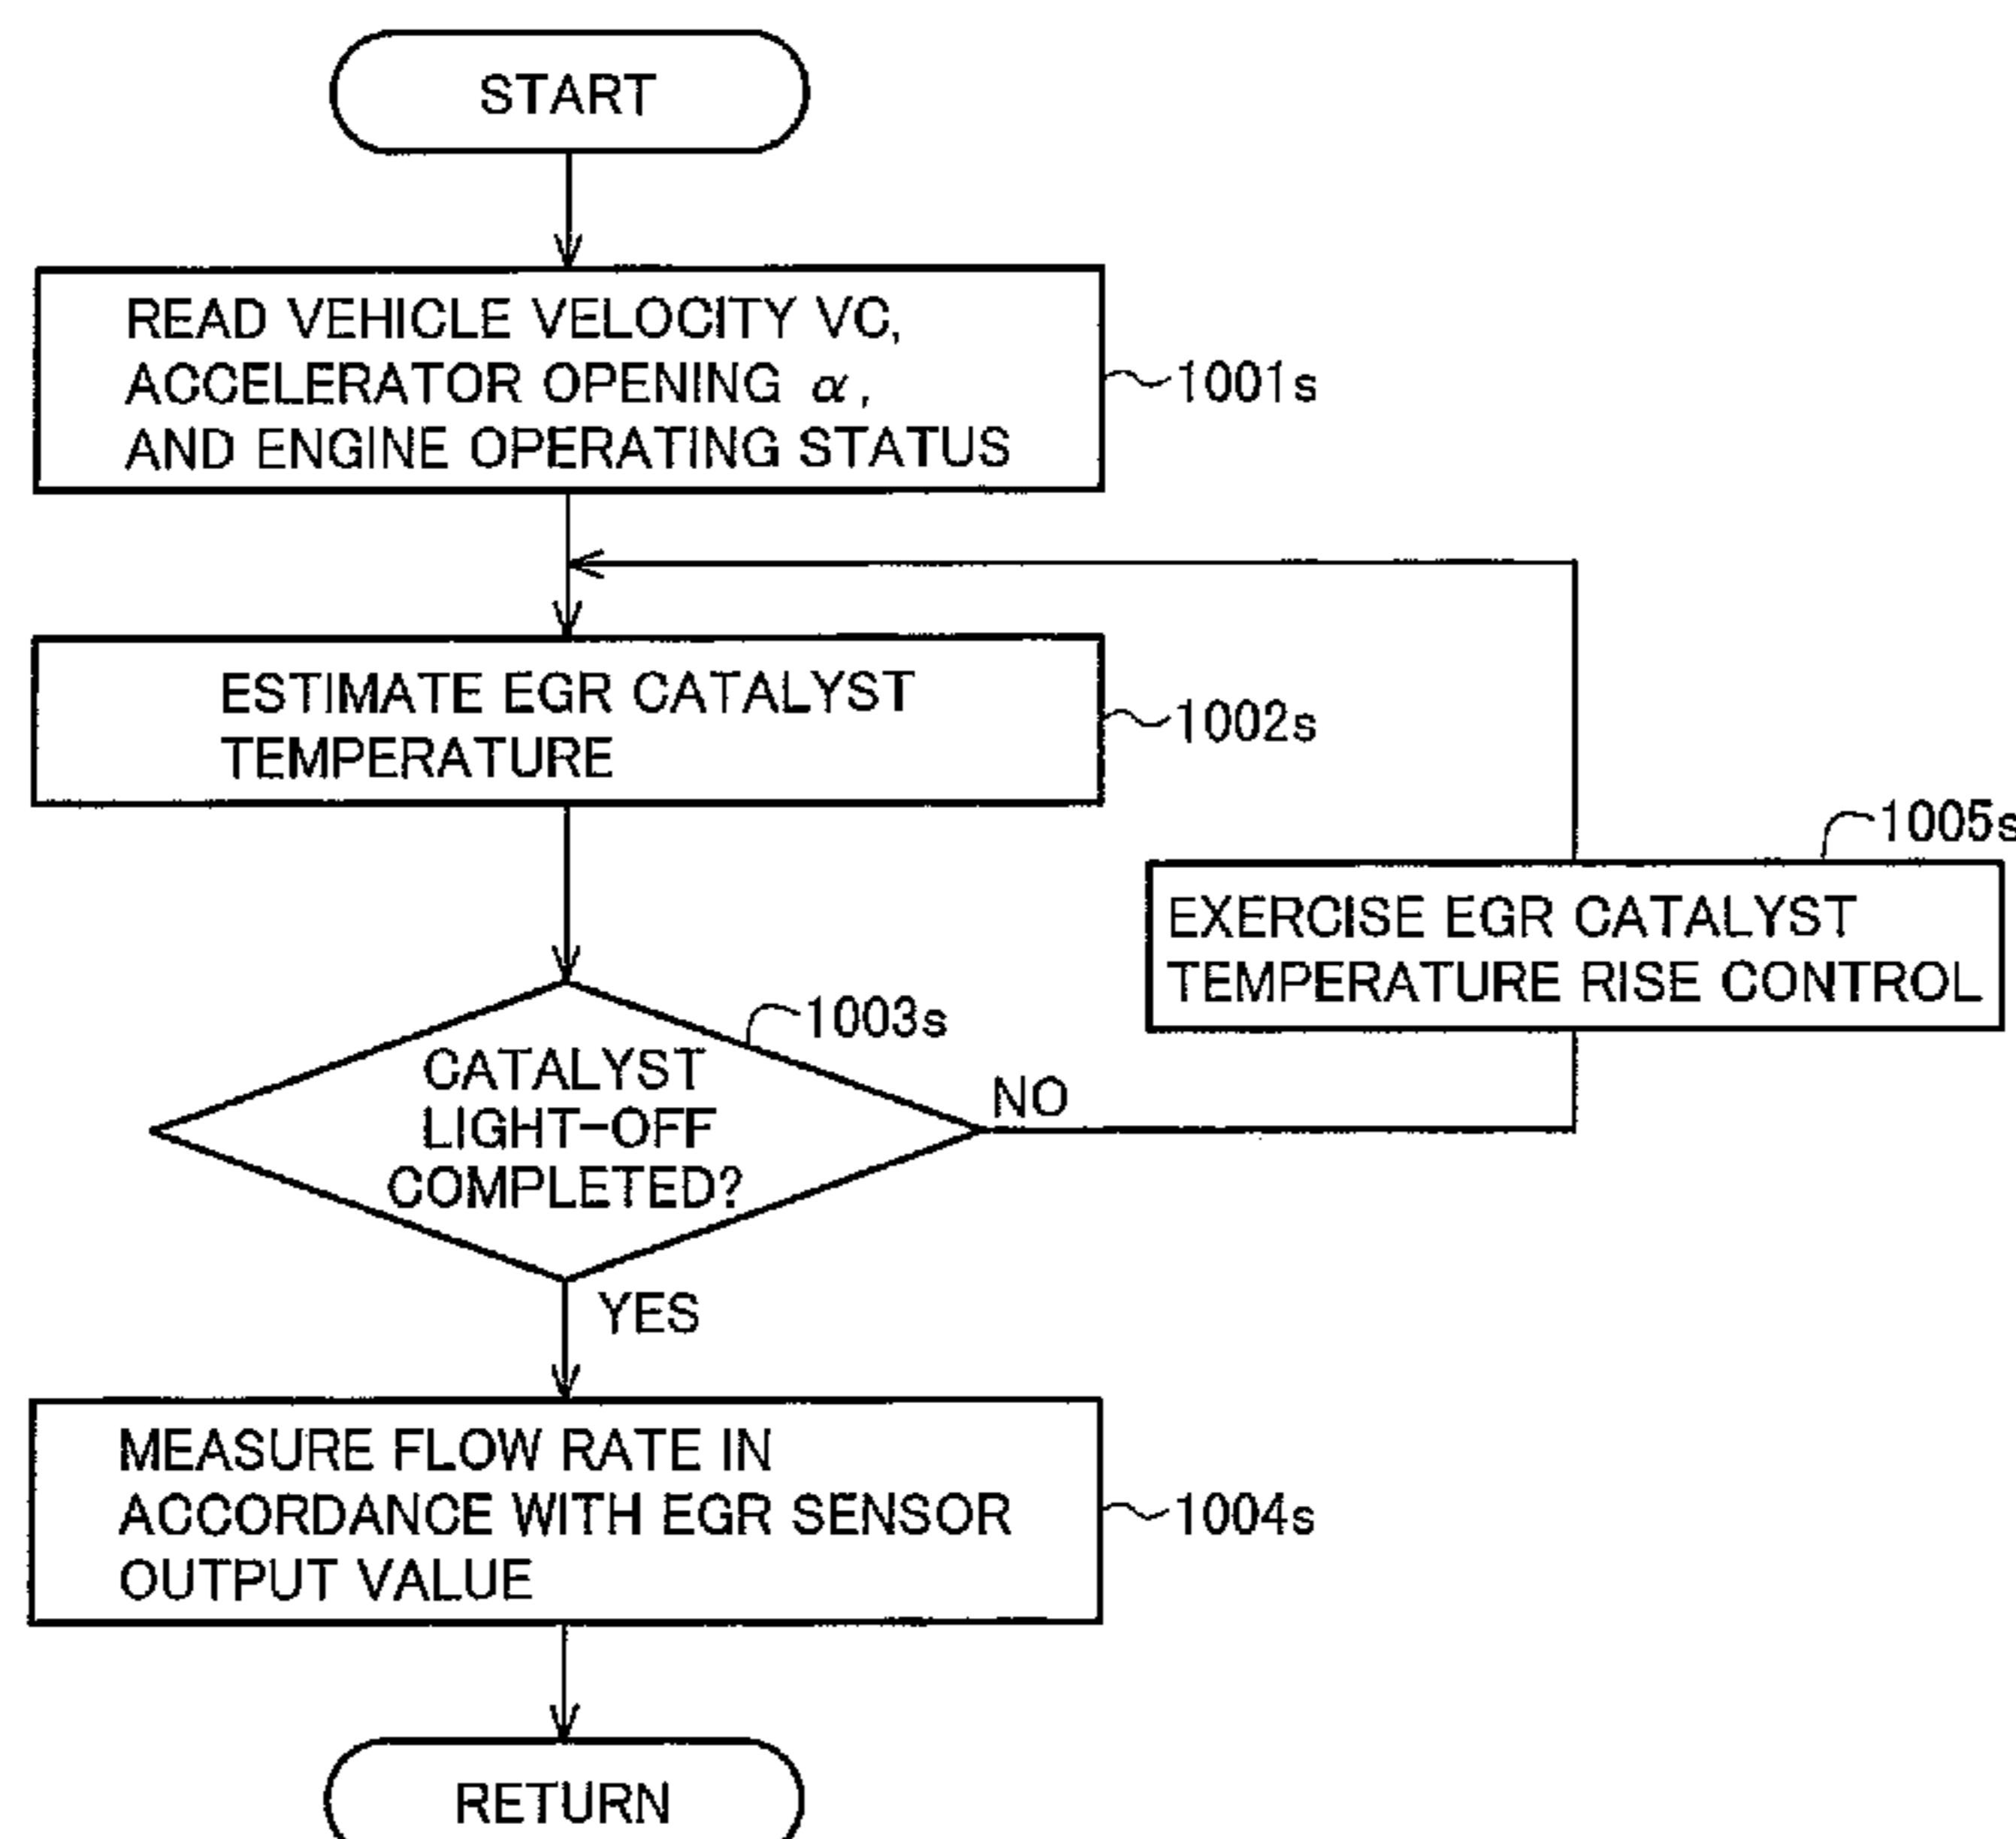 START
READ VEHICLE VELOCITY VC,
ACCELERATOR OPENING α,
AND ENGINE OPERATING STATUS
1001s
ESTIMATE EGR CATALYST
TEMPERATURE
1002s
1005s
EXERCISE EGR CATALYST
TEMPERATURE RISE CONTROL
1003s
CATALYST
LIGHT-OFF
COMPLETED?
NO
YES
MEASURE FLOW RATE IN
ACCORDANCE WITH EGR SENSOR
OUTPUT VALUE
1004s
RETURN